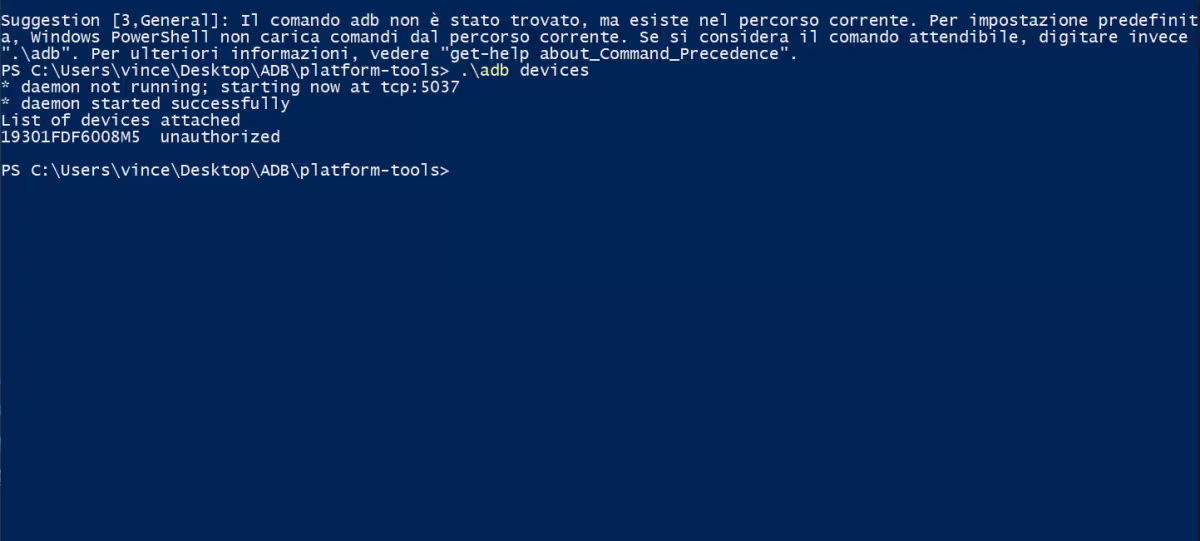 Suggestion [3,General]: Il comando adb non è stato trovato, ma esiste nel percorso corrente. Per impostazione predefinit
a, Windows PowerShell non carica comandi dal percorso corrente. Se si considera il comando attendibile, digitare invece
".\adb". Per ulteriori informazioni, vedere "get-help about_Command_Precedence".
PS C:\Users\vince\Desktop\ADB\platform-tools> .\adb devices
* daemon not running; starting now at tcp:5037
* daemon started successfully
List of devices attached
19301FDF6008M5  unauthorized
PS C:\Users\vince\Desktop\ADB\platform-tools>